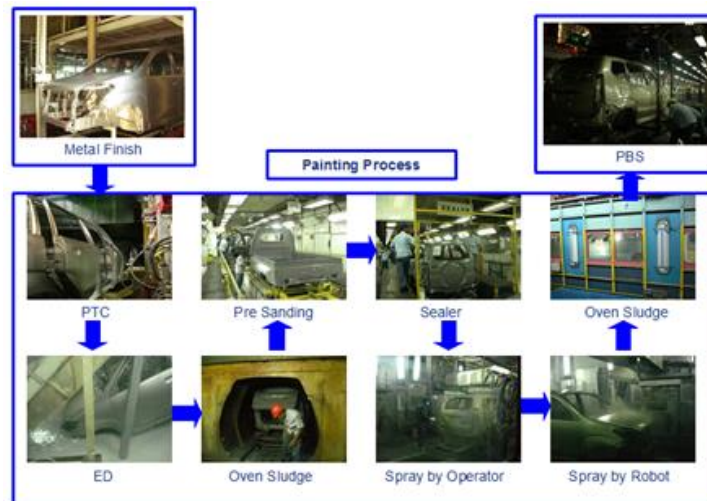 Metal Finish
Painting Process
PBS
PTC
Pre Sanding
Sealer
Oven Sludge
ED
Oven Sludge
Spray by Operator
Spray by Robot
SEALER